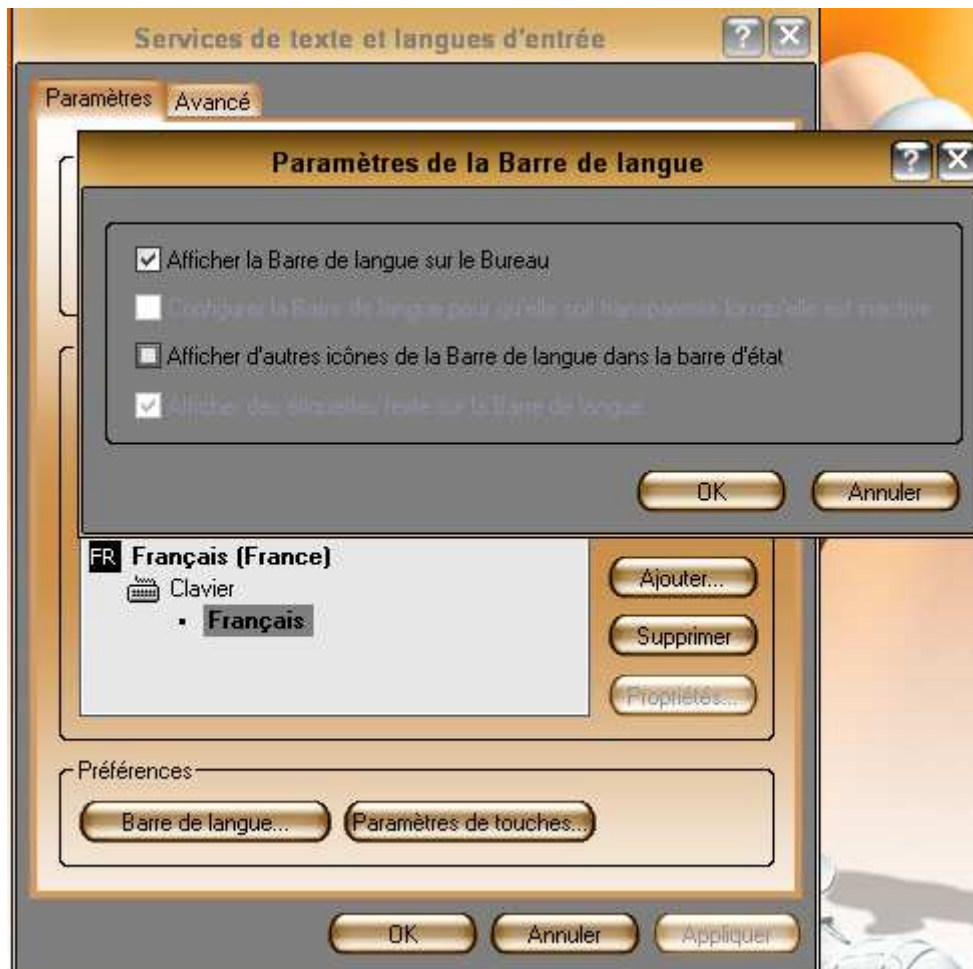 Services de texte et langues d'entrée
Paramètres Avancé
Paramètres de la Barre de langue
Afficher la Barre de langue sur le Bureau
Configurer la Barre de langue pour qu'elle soit transparente lorsqu'elle est inactive
Afficher d'autres icônes de la Barre de langue dans la barre d'état
Afficher des étiquettes texte sur la Barre de langue
OK Annuler
FR Français (France)
Clavier
• Français
Ajouter...
Supprimer
Propriétés...
Préférences
Barre de langue... Paramètres de touches...
OK Annuler Appliquer